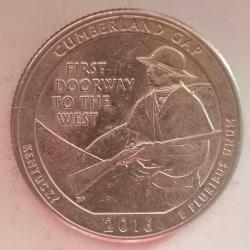 CUMBERLAND GAP
FIRST
DOORWAY
TO THE
WEST
KENTUCKY
2016
E PLURIBUS UNUM